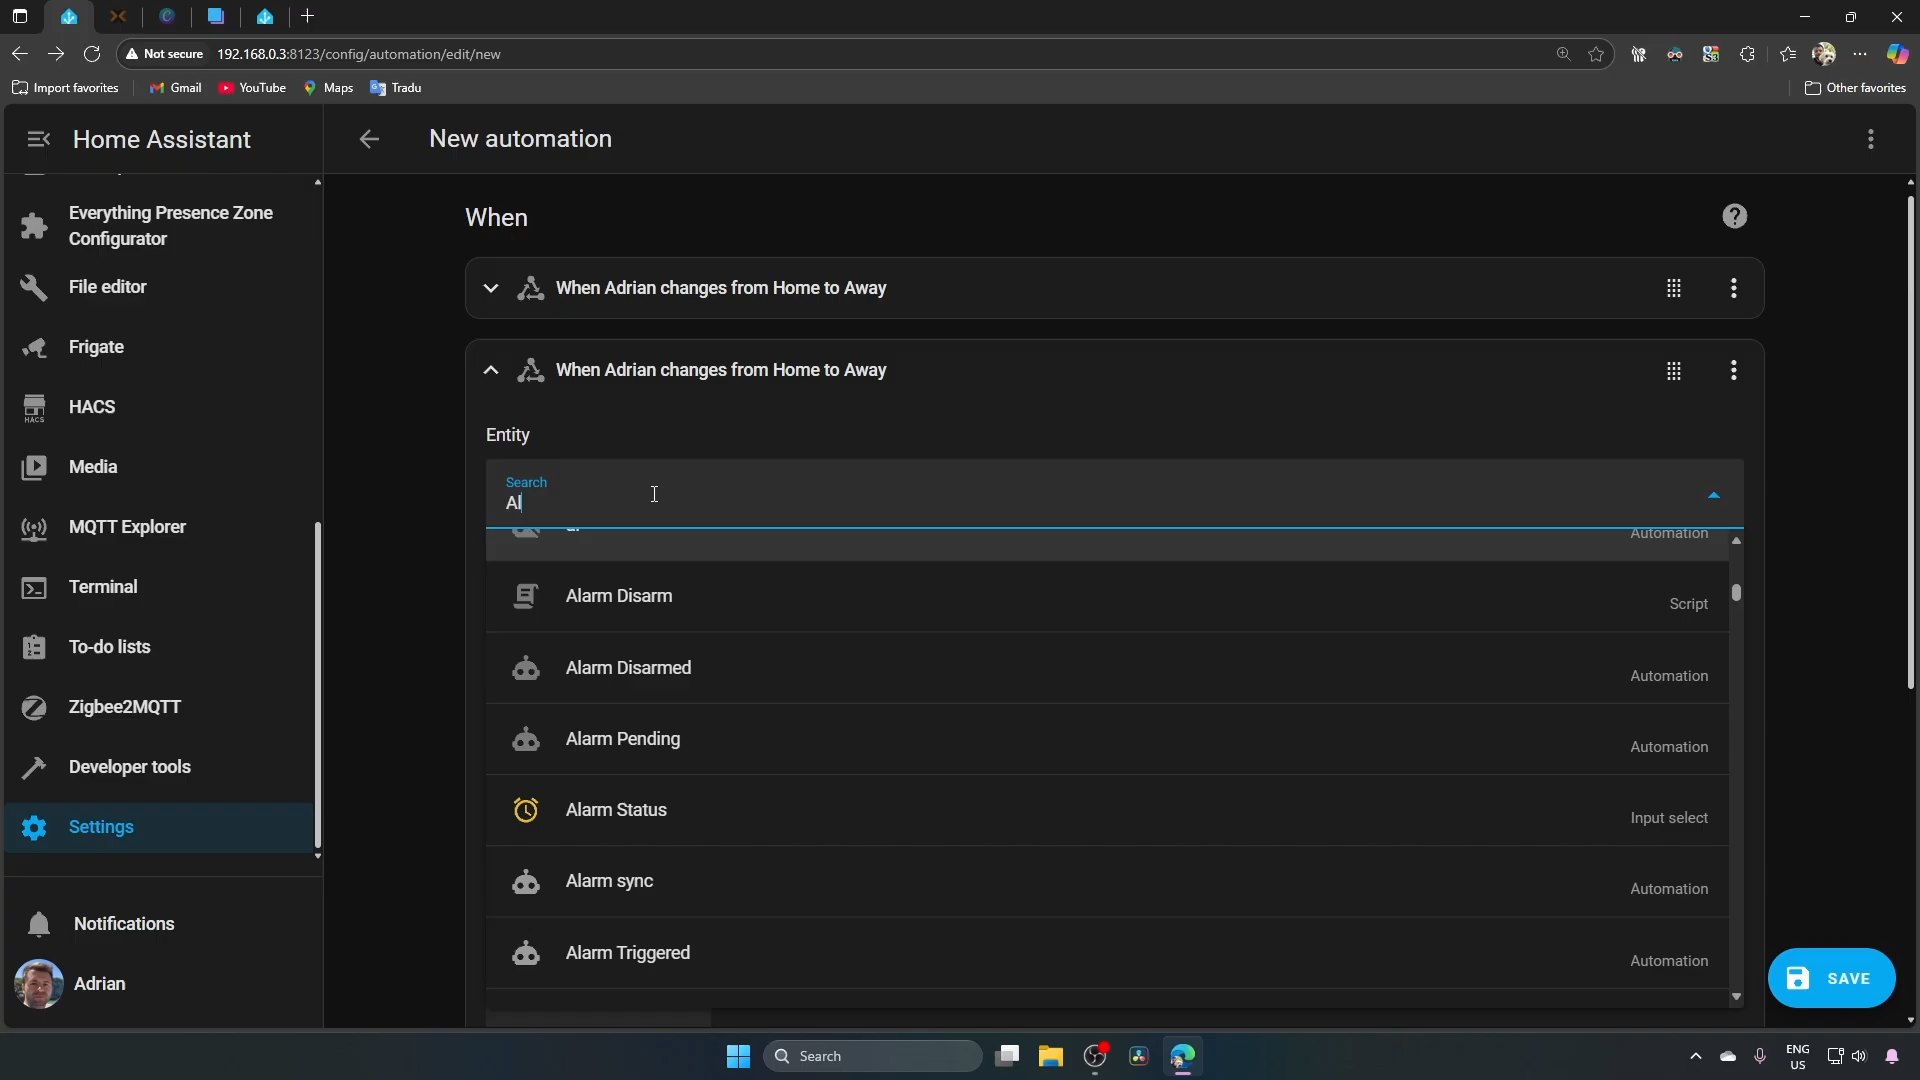 Not secure
192.168.0.3:8123/config/automation/edit/new
Import favorites
Gmail
YouTube
Maps
Tradu
Other favorites
Home Assistant
New automation
Everything Presence Zone
Configurator
File editor
Frigate
HACS
HACS
Media
MQTT Explorer
Terminal
To-do lists
Zigbee2MQTT
Developer tools
Settings
Notifications
Adrian
When
When Adrian changes from Home to Away
When Adrian changes from Home to Away
Entity
Search
Al
Automation
Alarm Disarm
Script
Alarm Disarmed
Automation
Alarm Pending
Automation
Alarm Status
Input select
Alarm sync
Automation
Alarm Triggered
Automation
SAVE
Search
ENG
US